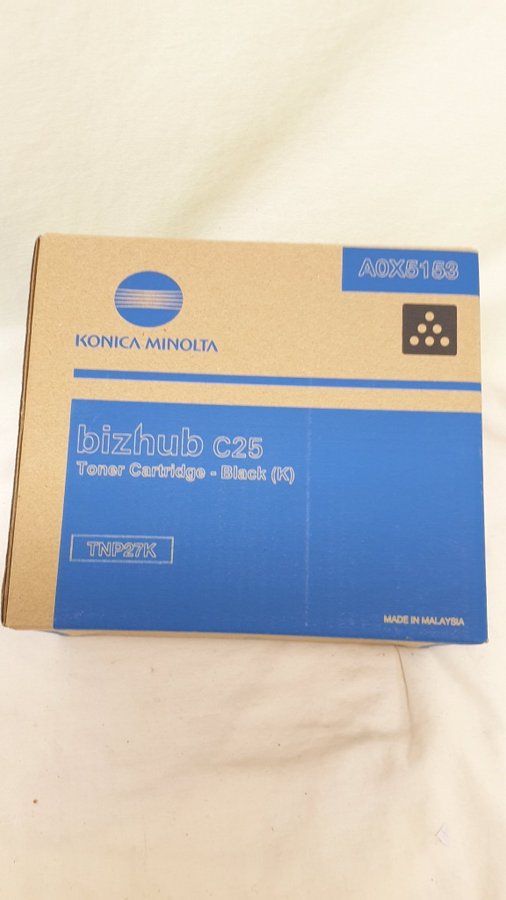 A0X5153
KONICA MINOLTA
bizhub C25
Toner Cartridge - Black (K)
TNP27K
MADE IN MALAYSIA